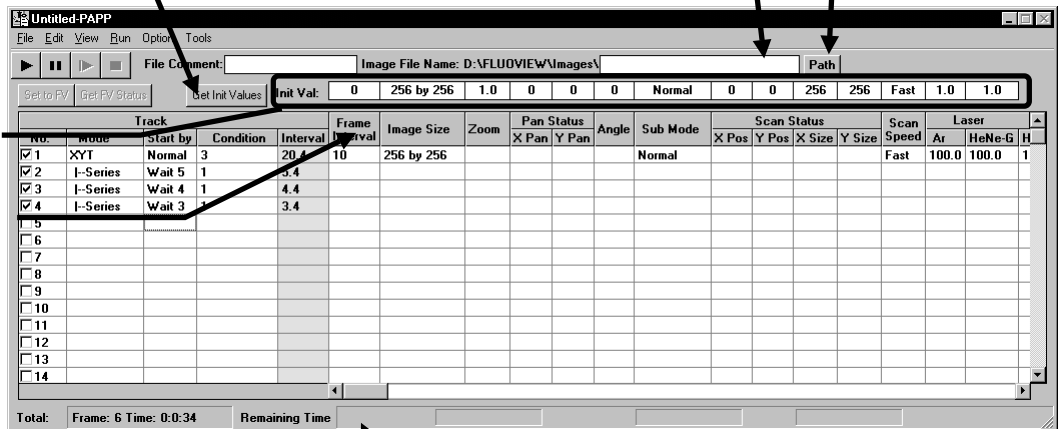 Untitled-PAPP
File Edit View Run Option Tools
File Comment: Image File Name: D:\FLUOVIEW\Images\ Path
Set to FV Get FV Status Get Init Values Init Val: 0 256 by 256 1.0 0 0 0 Normal 0 0 256 256 Fast 1.0 1.0
Track Frame Interval Image Size Zoom Pan Status Angle Sub Mode Scan Status Scan Speed Laser
No. Mode Start by Condition Interval X Pan Y Pan X Pos Y Pos X Size Y Size Ar HeNe-G H
1 XYT Normal 3 20.4 10 256 by 256 Normal Fast 100.0 100.0 1
2 |--Series Wait 5 1 5.4
3 |--Series Wait 4 1 4.4
4 |--Series Wait 3 1 3.4
5
6
7
8
9
10
11
12
13
14
Total: Frame: 6 Time: 0:0:34 Remaining Time